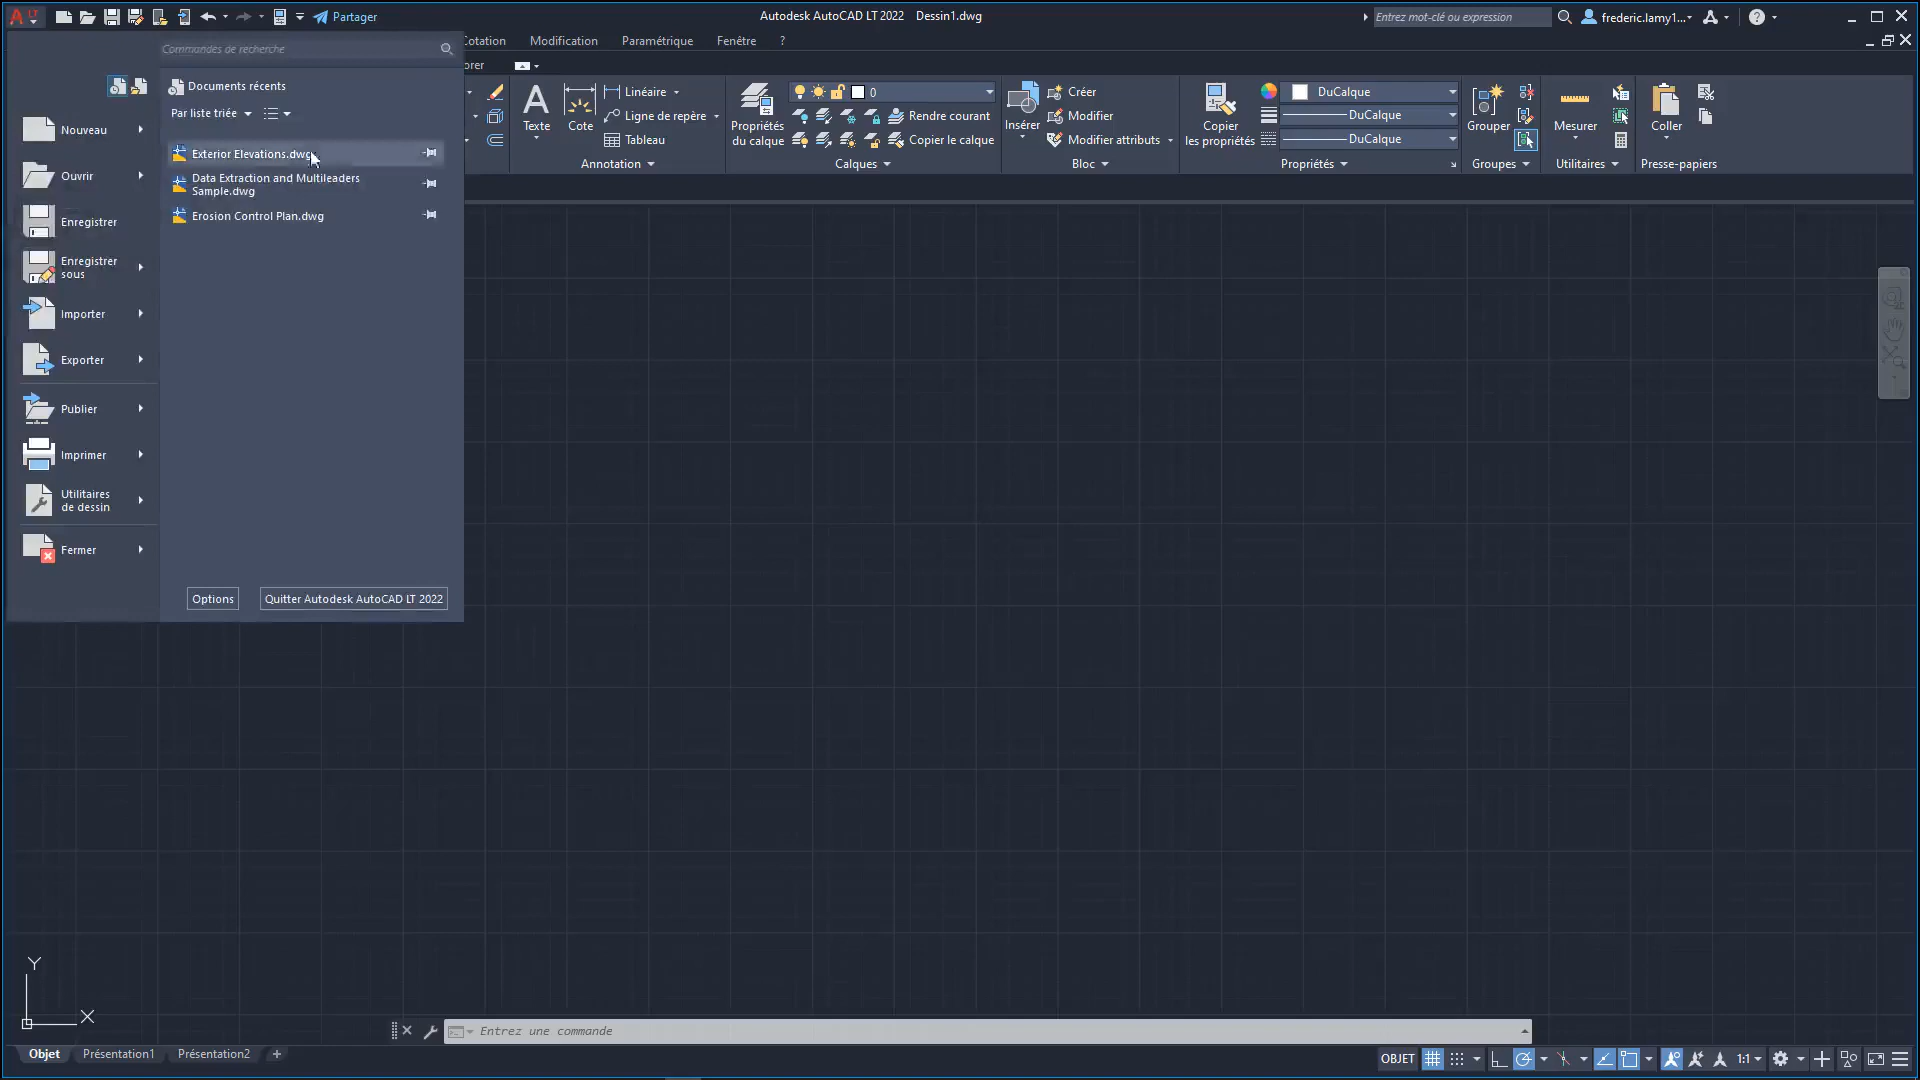 LT
Partager
Autodesk AutoCAD LT 2022 Dessin1.dwg
Entrez mot-clé ou expression
frederic.lamy1...
?
Commandes de recherche
Cotation
Modification
Paramétrique
Fenêtre
?
orer
Documents récents
Par liste triée
Exterior Elevations.dwg
Data Extraction and Multileaders
Sample.dwg
Erosion Control Plan.dwg
Nouveau
Ouvrir
Enregistrer
Enregistrer
sous
Importer
Exporter
Publier
Imprimer
Utilitaires
de dessin
Fermer
Options
Quitter Autodesk AutoCAD LT 2022
A
Texte
Cote
Linéaire
Ligne de repère
Tableau
Annotation
Propriétés
du calque
0
Rendre courant
Copier le calque
Calques
Insérer
Créer
Modifier
Modifier attributs
Bloc
Copier
les propriétés
DuCalque
DuCalque
DuCalque
Propriétés
Grouper
Groupes
Mesurer
Utilitaires
Coller
Presse-papiers
Y
X
Entrez une commande
Objet
Présentation1
Présentation2
+
OBJET
1:1